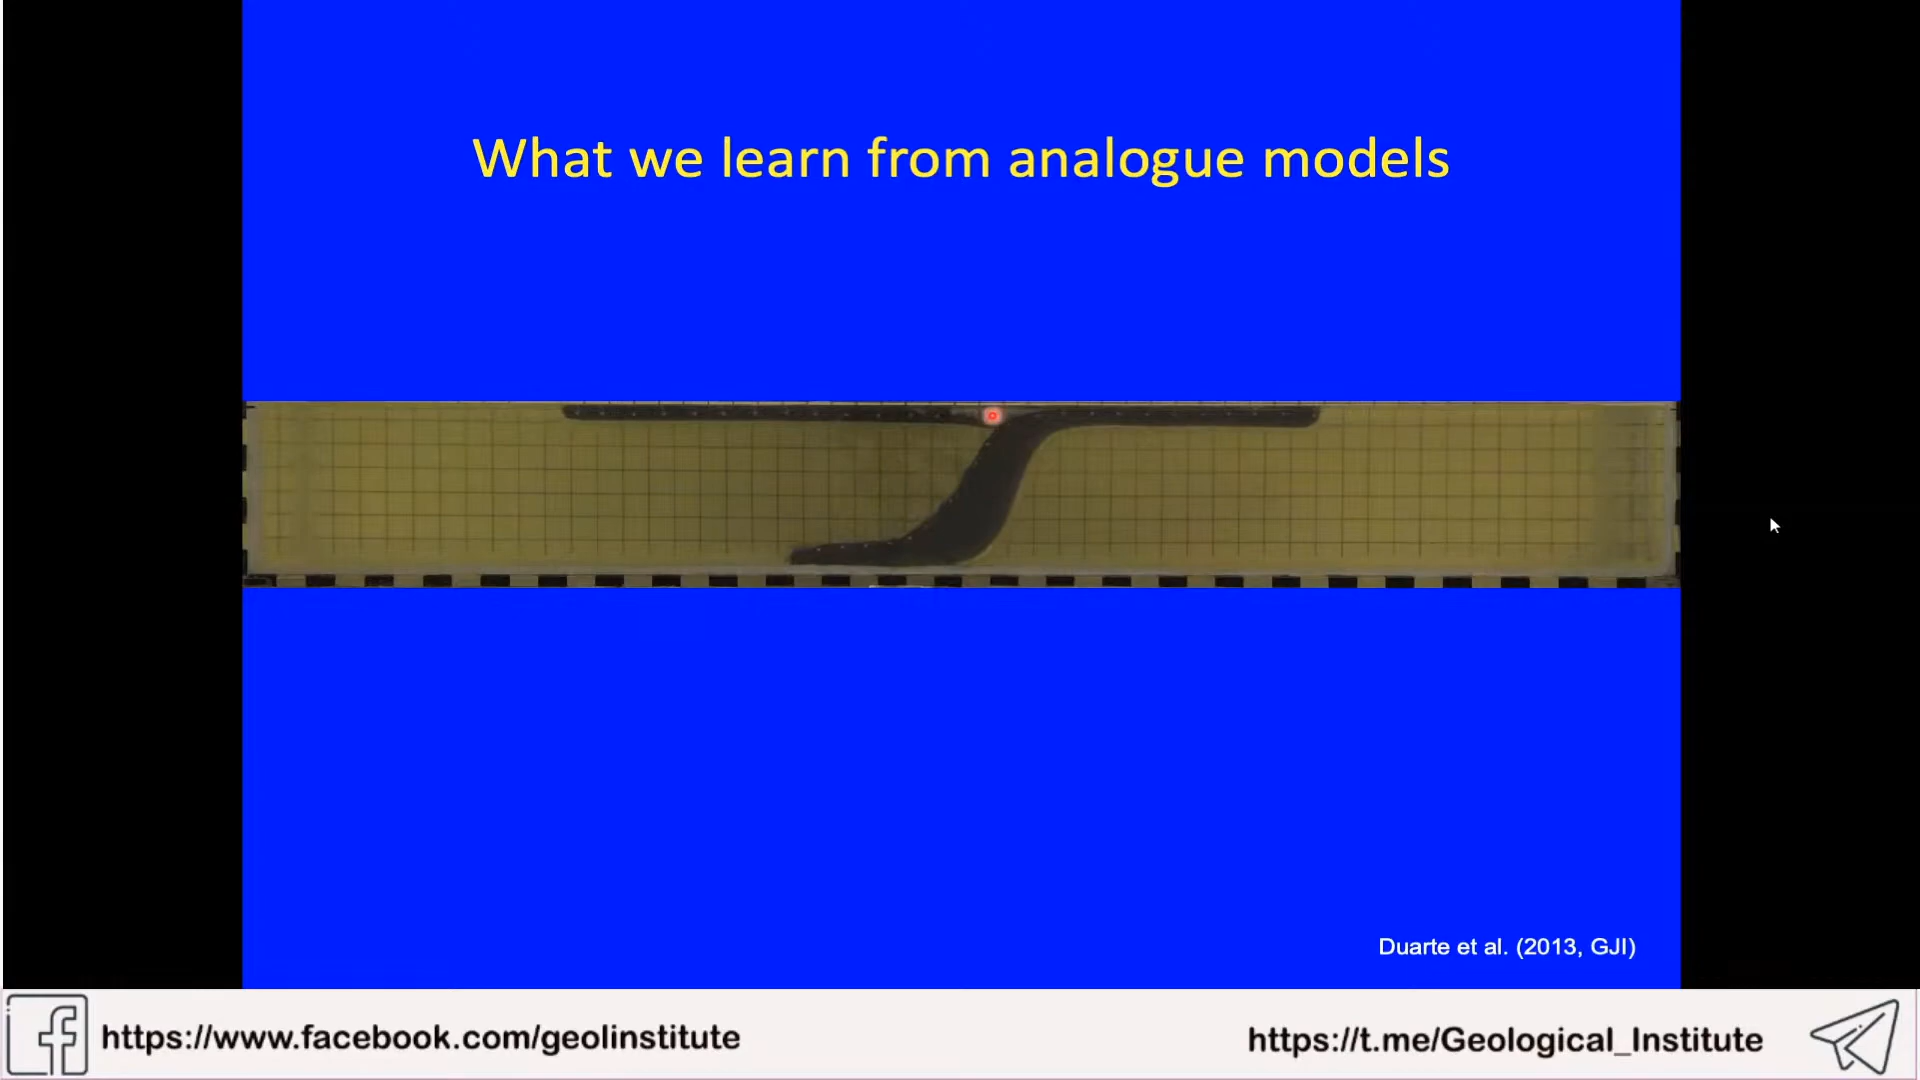 What we learn from analogue models
Duarte et al. (2013, GJI)
https://www.facebook.com/geolinstitute
https://t.me/Geological_Institute